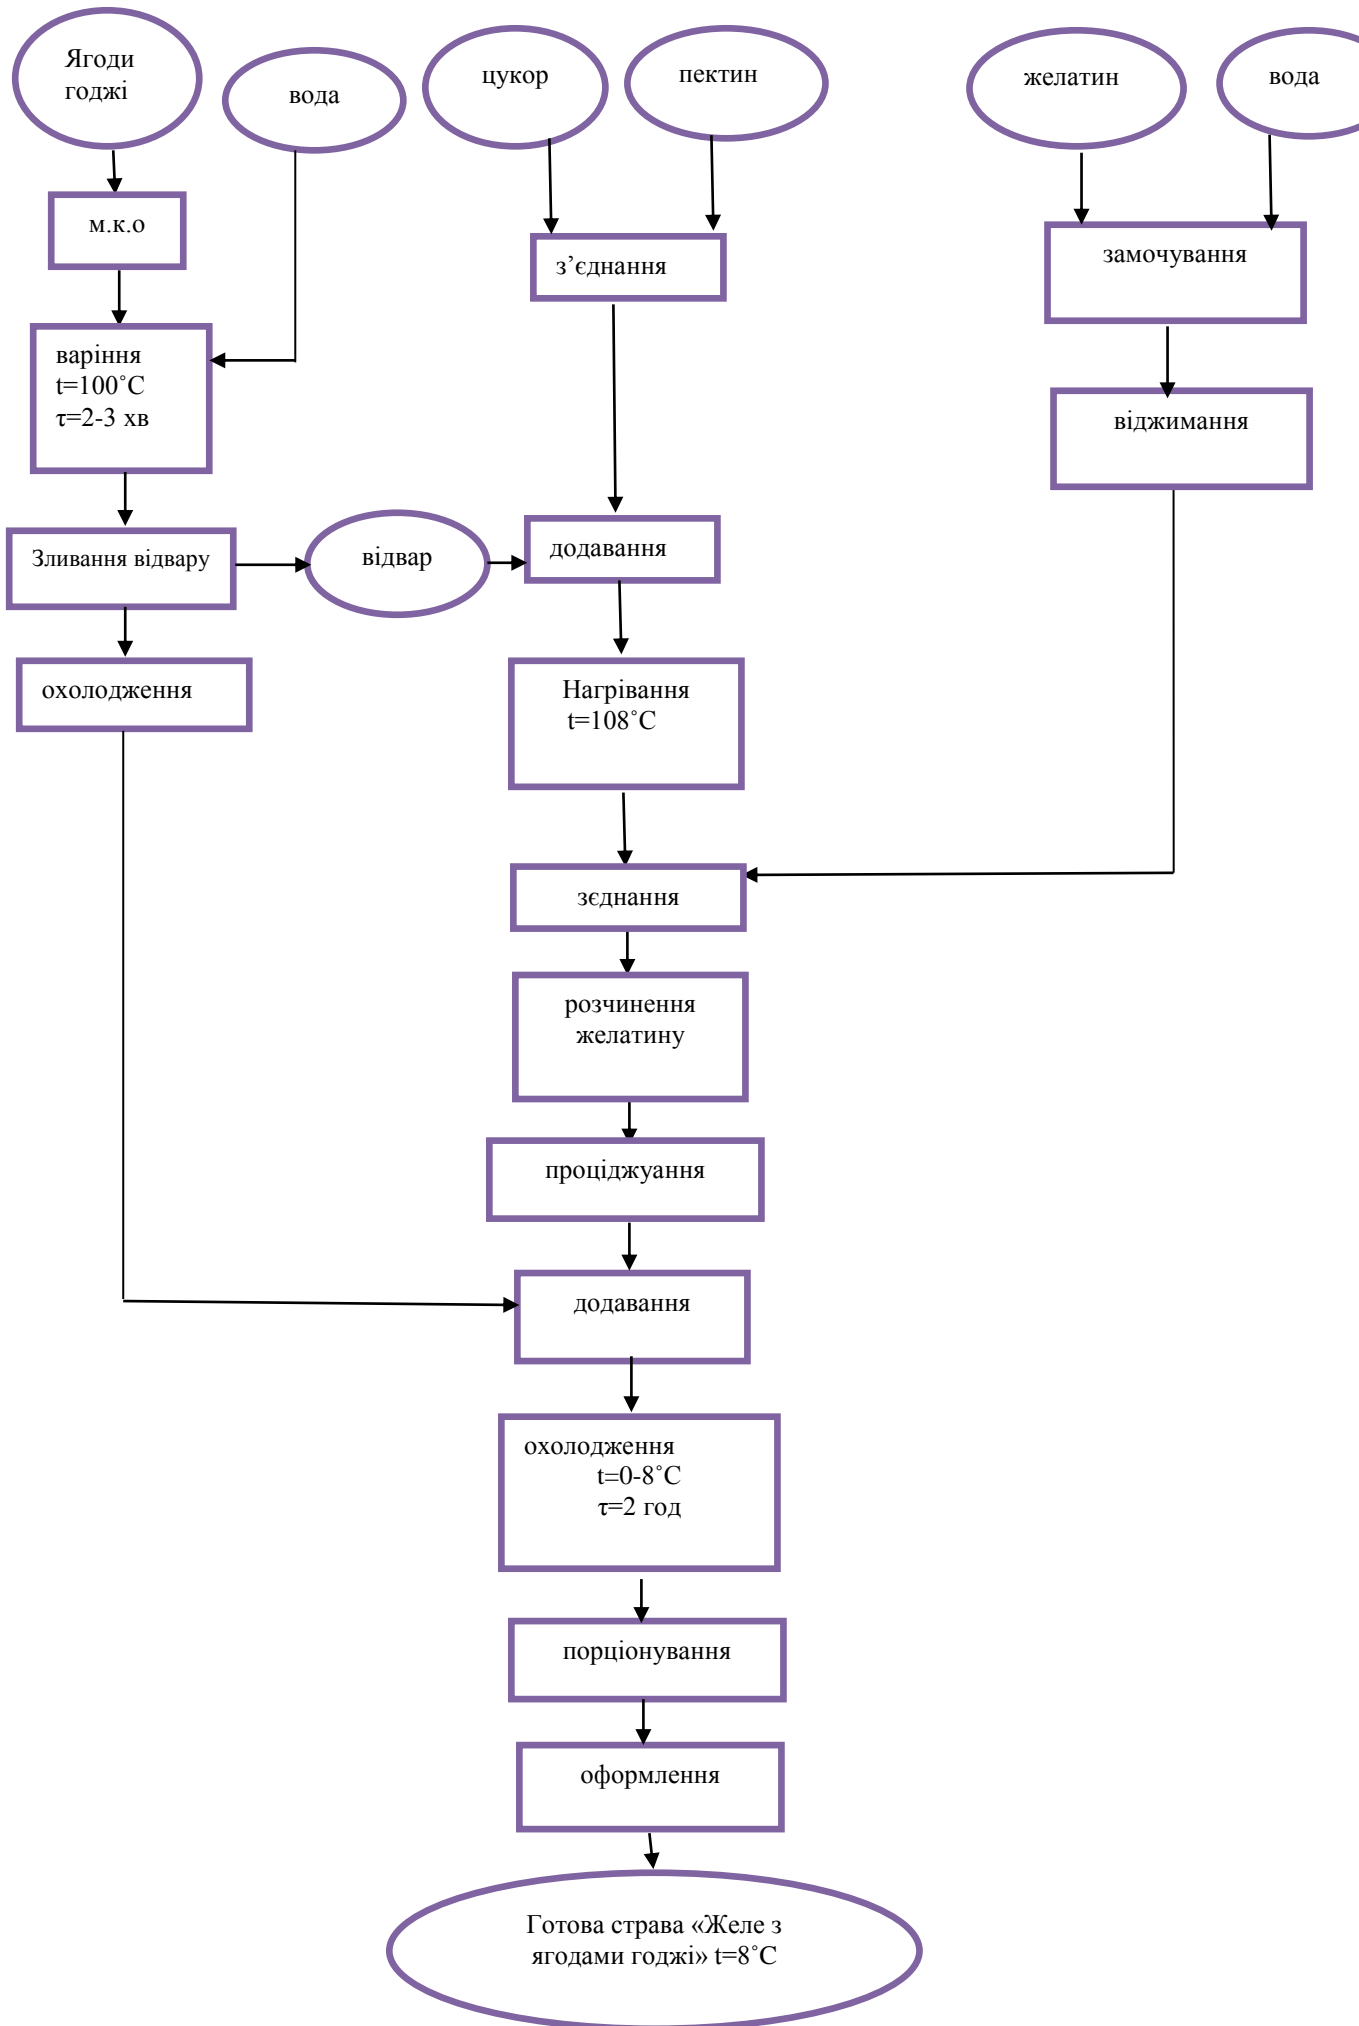 Ягоди
годжі
вода
цукор
пектин
желатин
вода
м.к.о
з’єднання
замочування
варіння
t=100˚С
τ=2-3 хв
віджимання
Зливання відвару
відвар
додавання
охолодження
Нагрівання
t=108˚С
зєднання
розчинення
желатину
проціджуання
додавання
охолодження
t=0-8˚С
τ=2 год
порціонування
оформлення
Готова страва «Желе з
ягодами годжі» t=8˚С